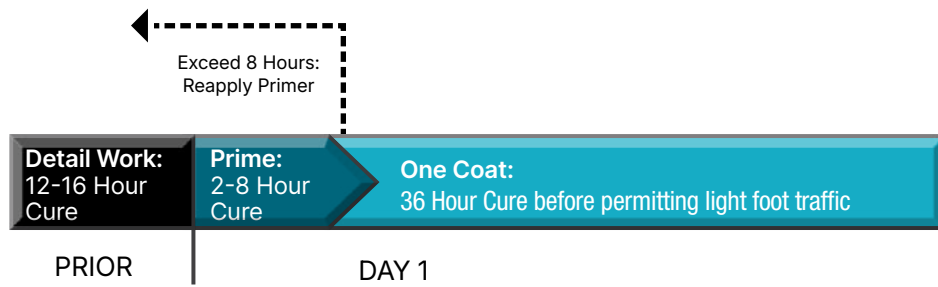 Exceed 8 Hours:
Reapply Primer
Detail Work:
12-16 Hour
Cure
Prime:
2-8 Hour
Cure
One Coat:
36 Hour Cure before permitting light foot traffic
PRIOR
DAY 1